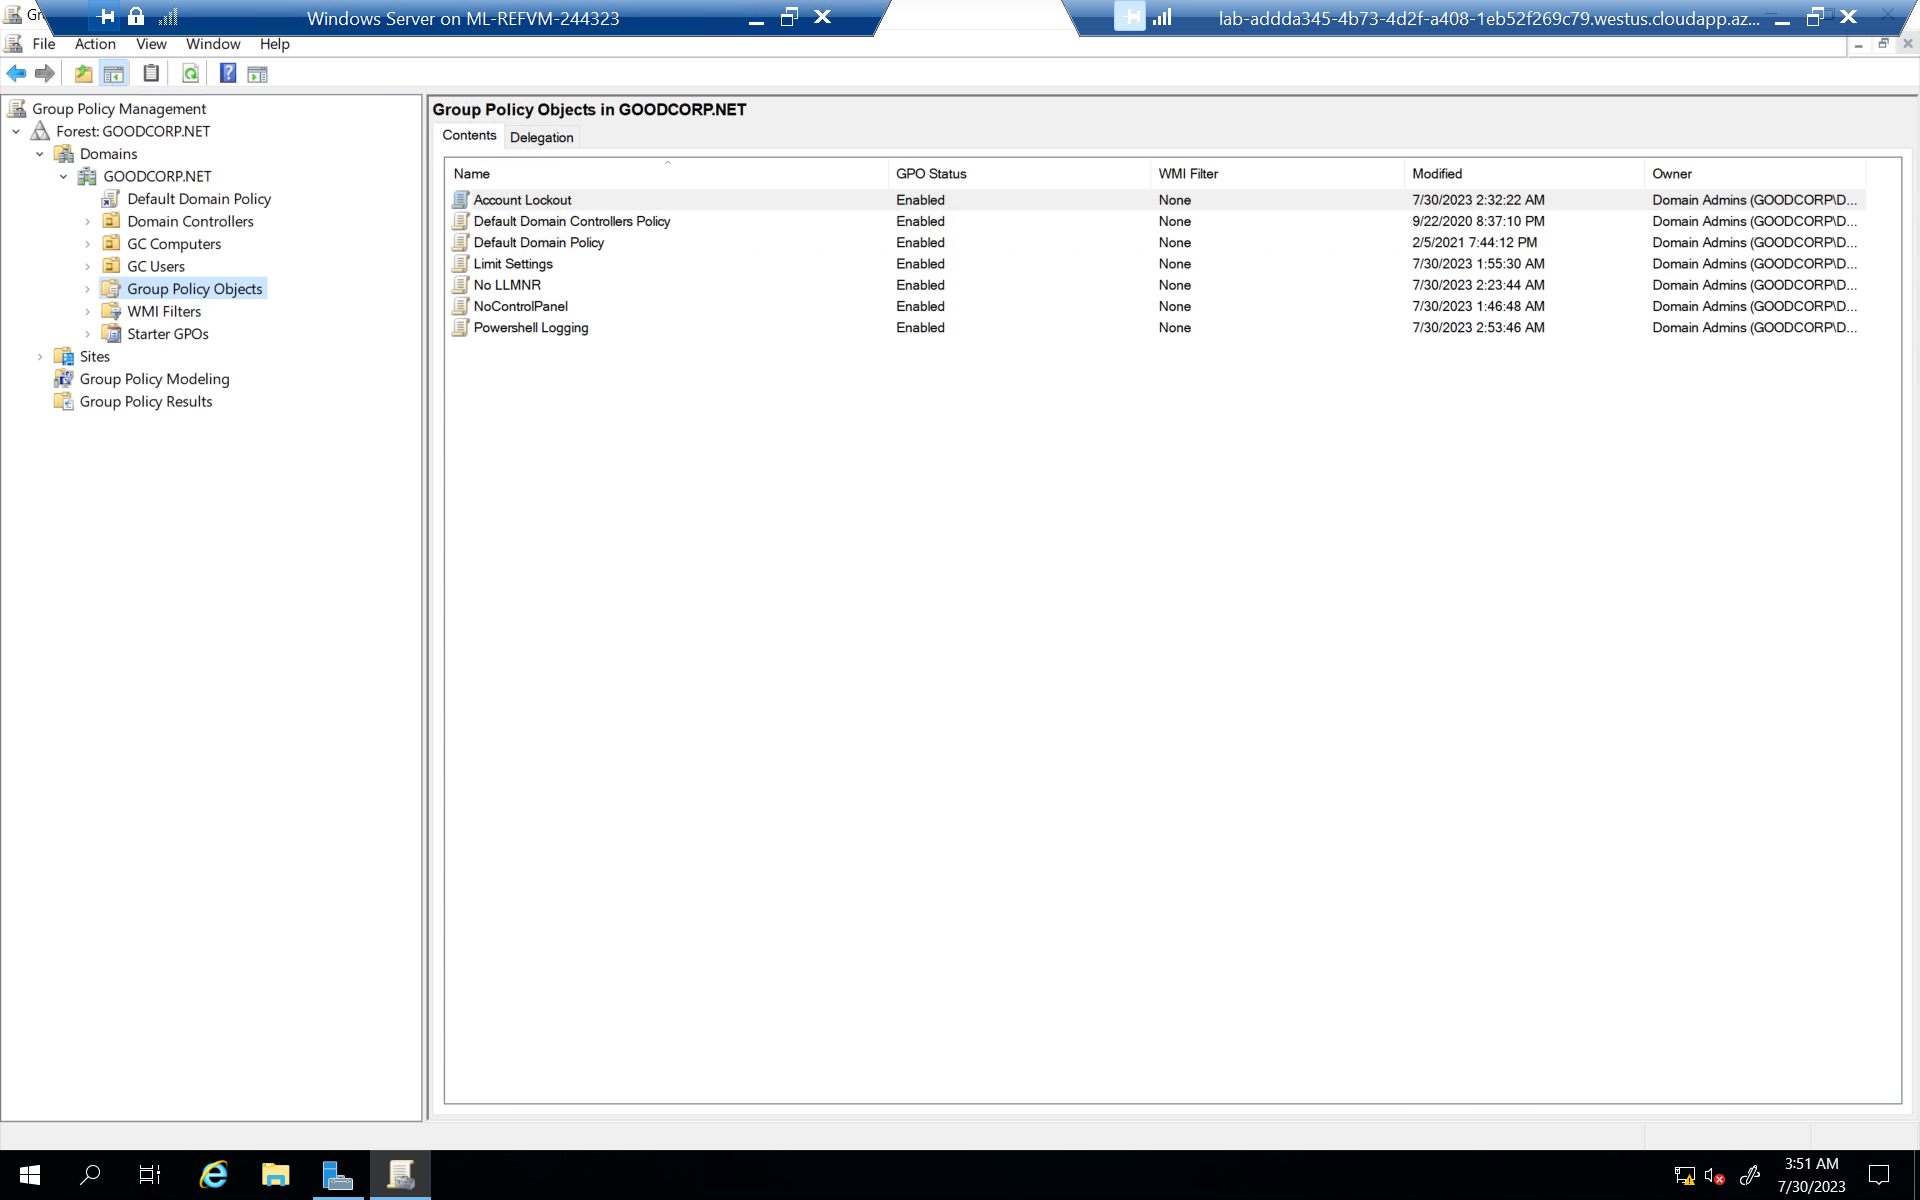 Gr
Windows Server on ML-REFVM-244323
lab-addda345-4b73-4d2f-a408-1eb52f269c79.westus.cloudapp.az...
File Action View Window Help
Group Policy Management
Forest: GOODCORP.NET
Domains
GOODCORP.NET
Default Domain Policy
Domain Controllers
GC Computers
GC Users
Group Policy Objects
WMI Filters
Starter GPOs
Sites
Group Policy Modeling
Group Policy Results
Group Policy Objects in GOODCORP.NET
Contents Delegation
Name GPO Status WMI Filter Modified Owner
Account Lockout Enabled None 7/30/2023 2:32:22 AM Domain Admins (GOODCORP\D...
Default Domain Controllers Policy Enabled None 9/22/2020 8:37:10 PM Domain Admins (GOODCORP\D...
Default Domain Policy Enabled None 2/5/2021 7:44:12 PM Domain Admins (GOODCORP\D...
Limit Settings Enabled None 7/30/2023 1:55:30 AM Domain Admins (GOODCORP\D...
No LLMNR Enabled None 7/30/2023 2:23:44 AM Domain Admins (GOODCORP\D...
NoControlPanel Enabled None 7/30/2023 1:46:48 AM Domain Admins (GOODCORP\D...
Powershell Logging Enabled None 7/30/2023 2:53:46 AM Domain Admins (GOODCORP\D...
3:51 AM
7/30/2023